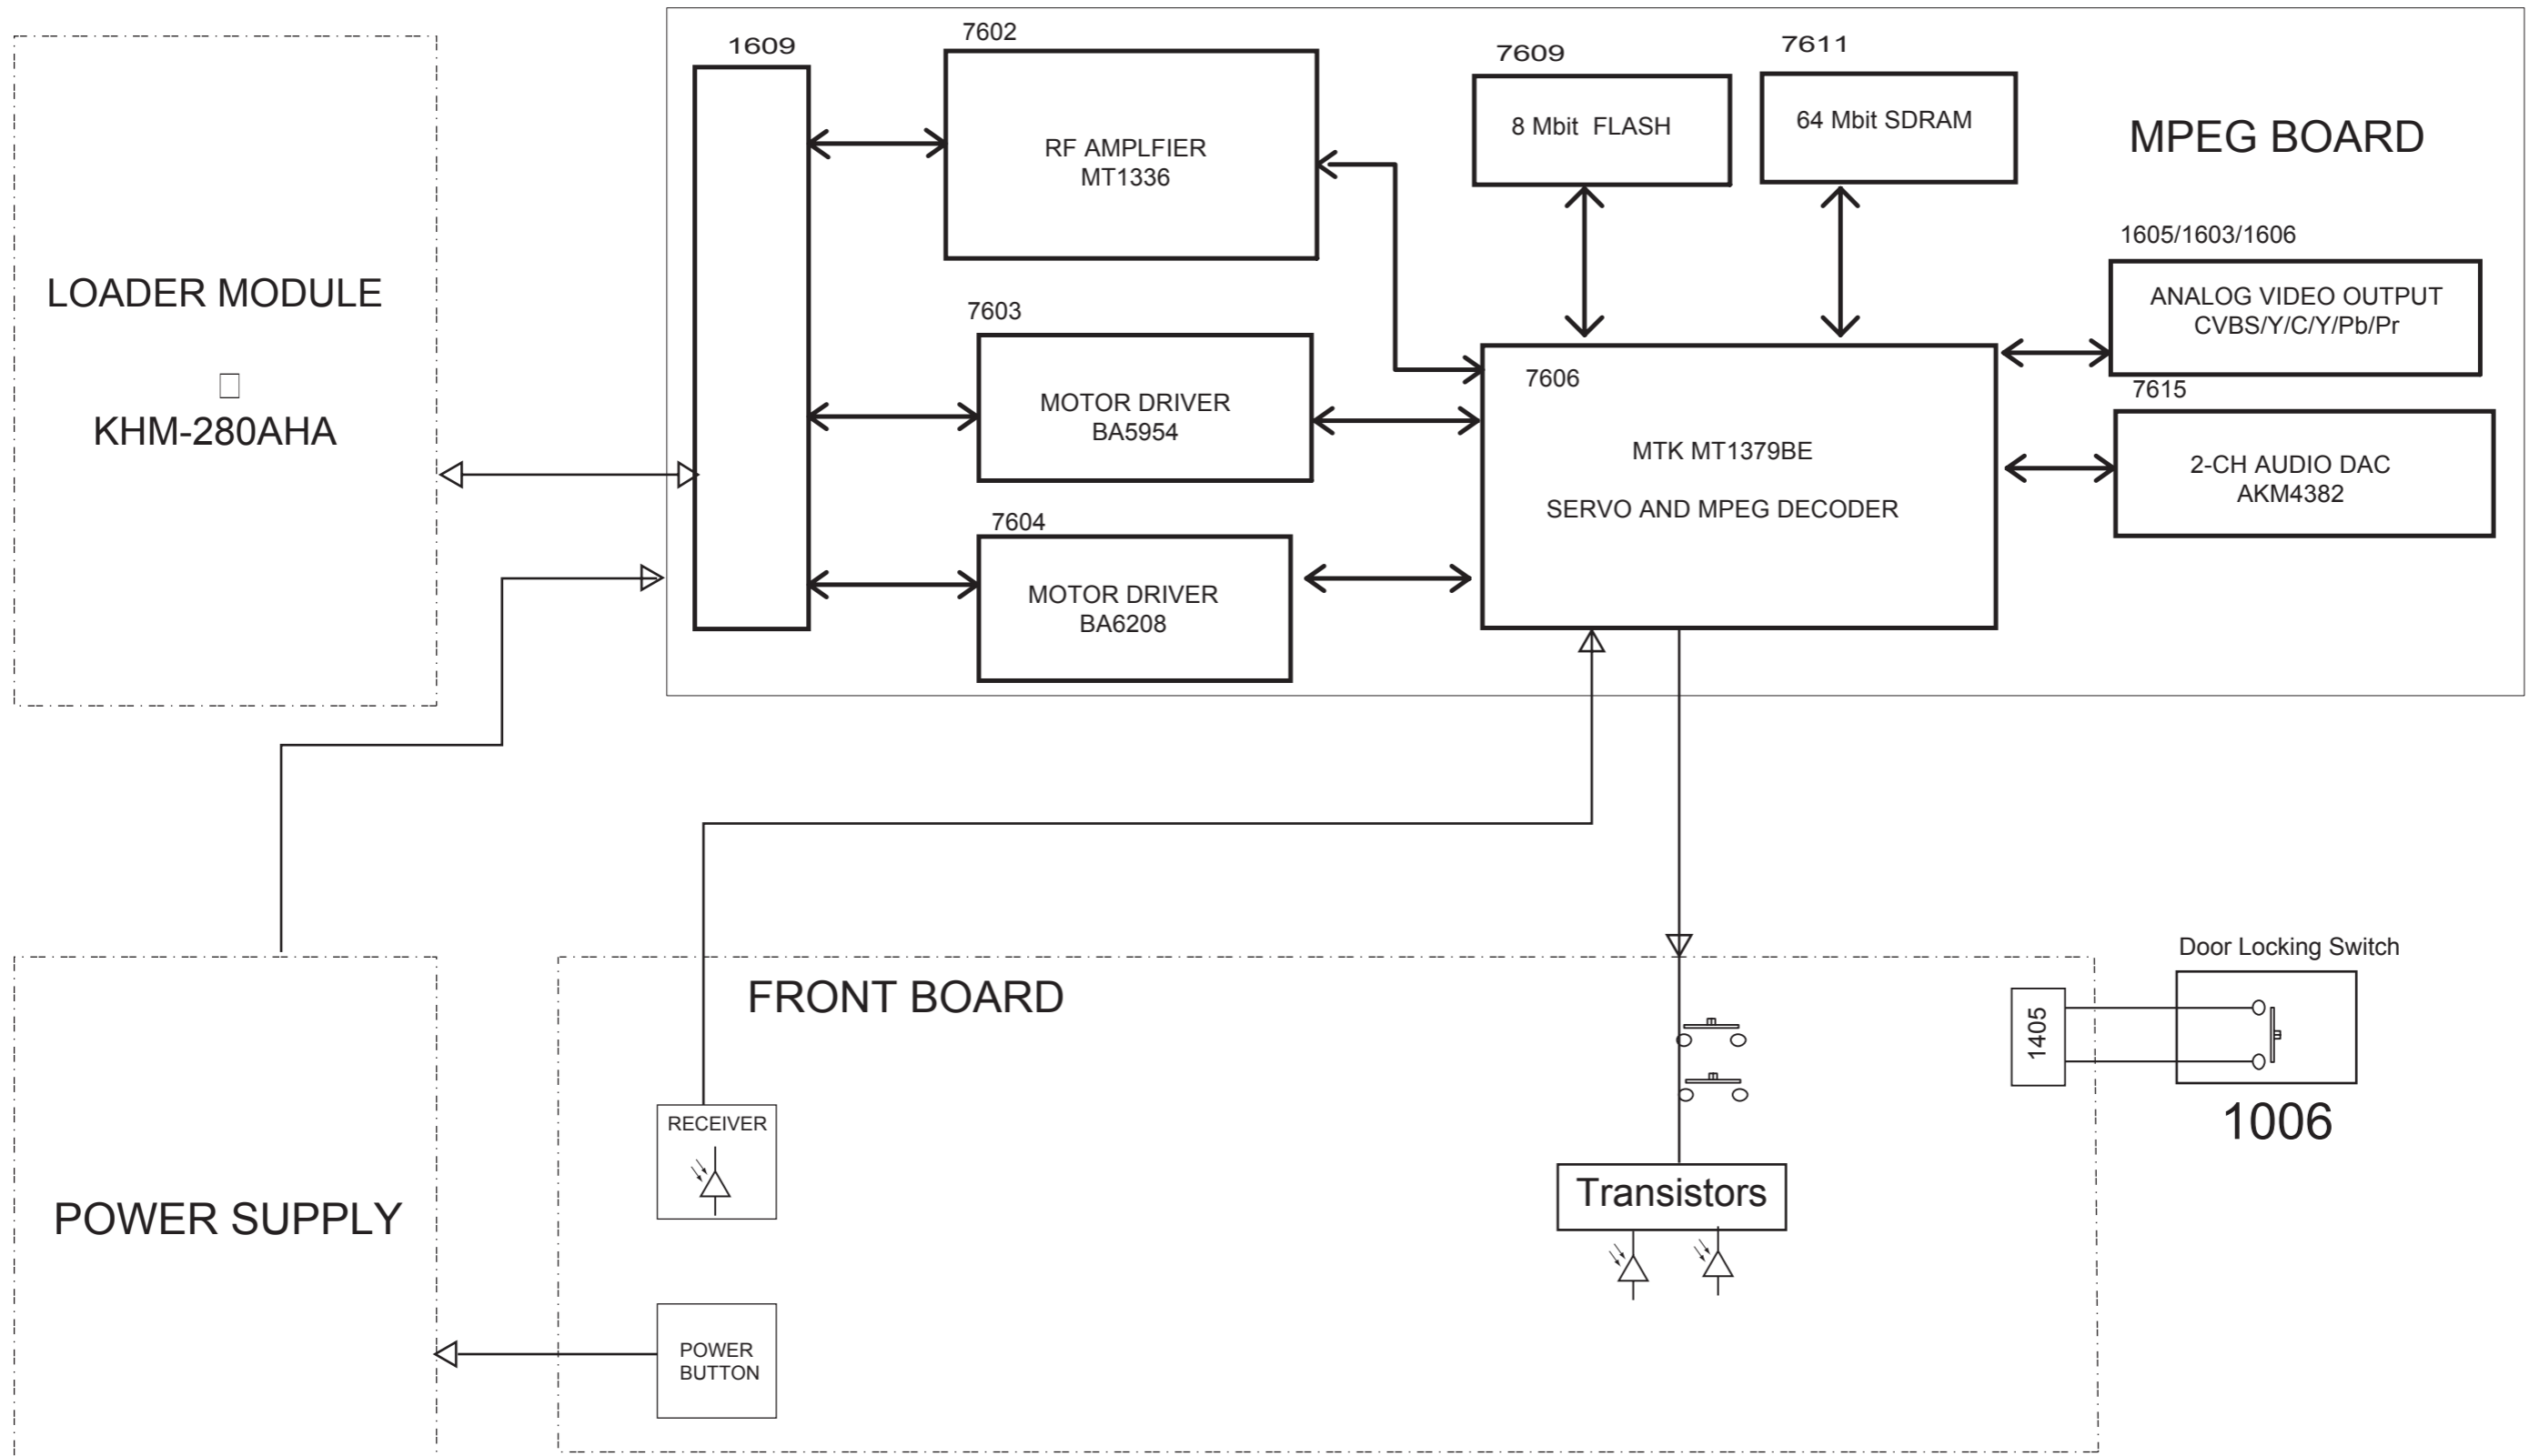 1609
7602
7609
7611
RF AMPLFIER
MT1336
8 Mbit  FLASH
64 Mbit SDRAM
MPEG BOARD
LOADER MODULE
KHM-280AHA
7603
MOTOR DRIVER
BA5954
7604
MOTOR DRIVER
BA6208
7606
MTK MT1379BE
SERVO AND MPEG DECODER
1605/1603/1606
ANALOG VIDEO OUTPUT
CVBS/Y/C/Y/Pb/Pr
7615
2-CH AUDIO DAC
AKM4382
POWER SUPPLY
FRONT BOARD
RECEIVER
POWER
BUTTON
Transistors
1405
Door Locking Switch
1006